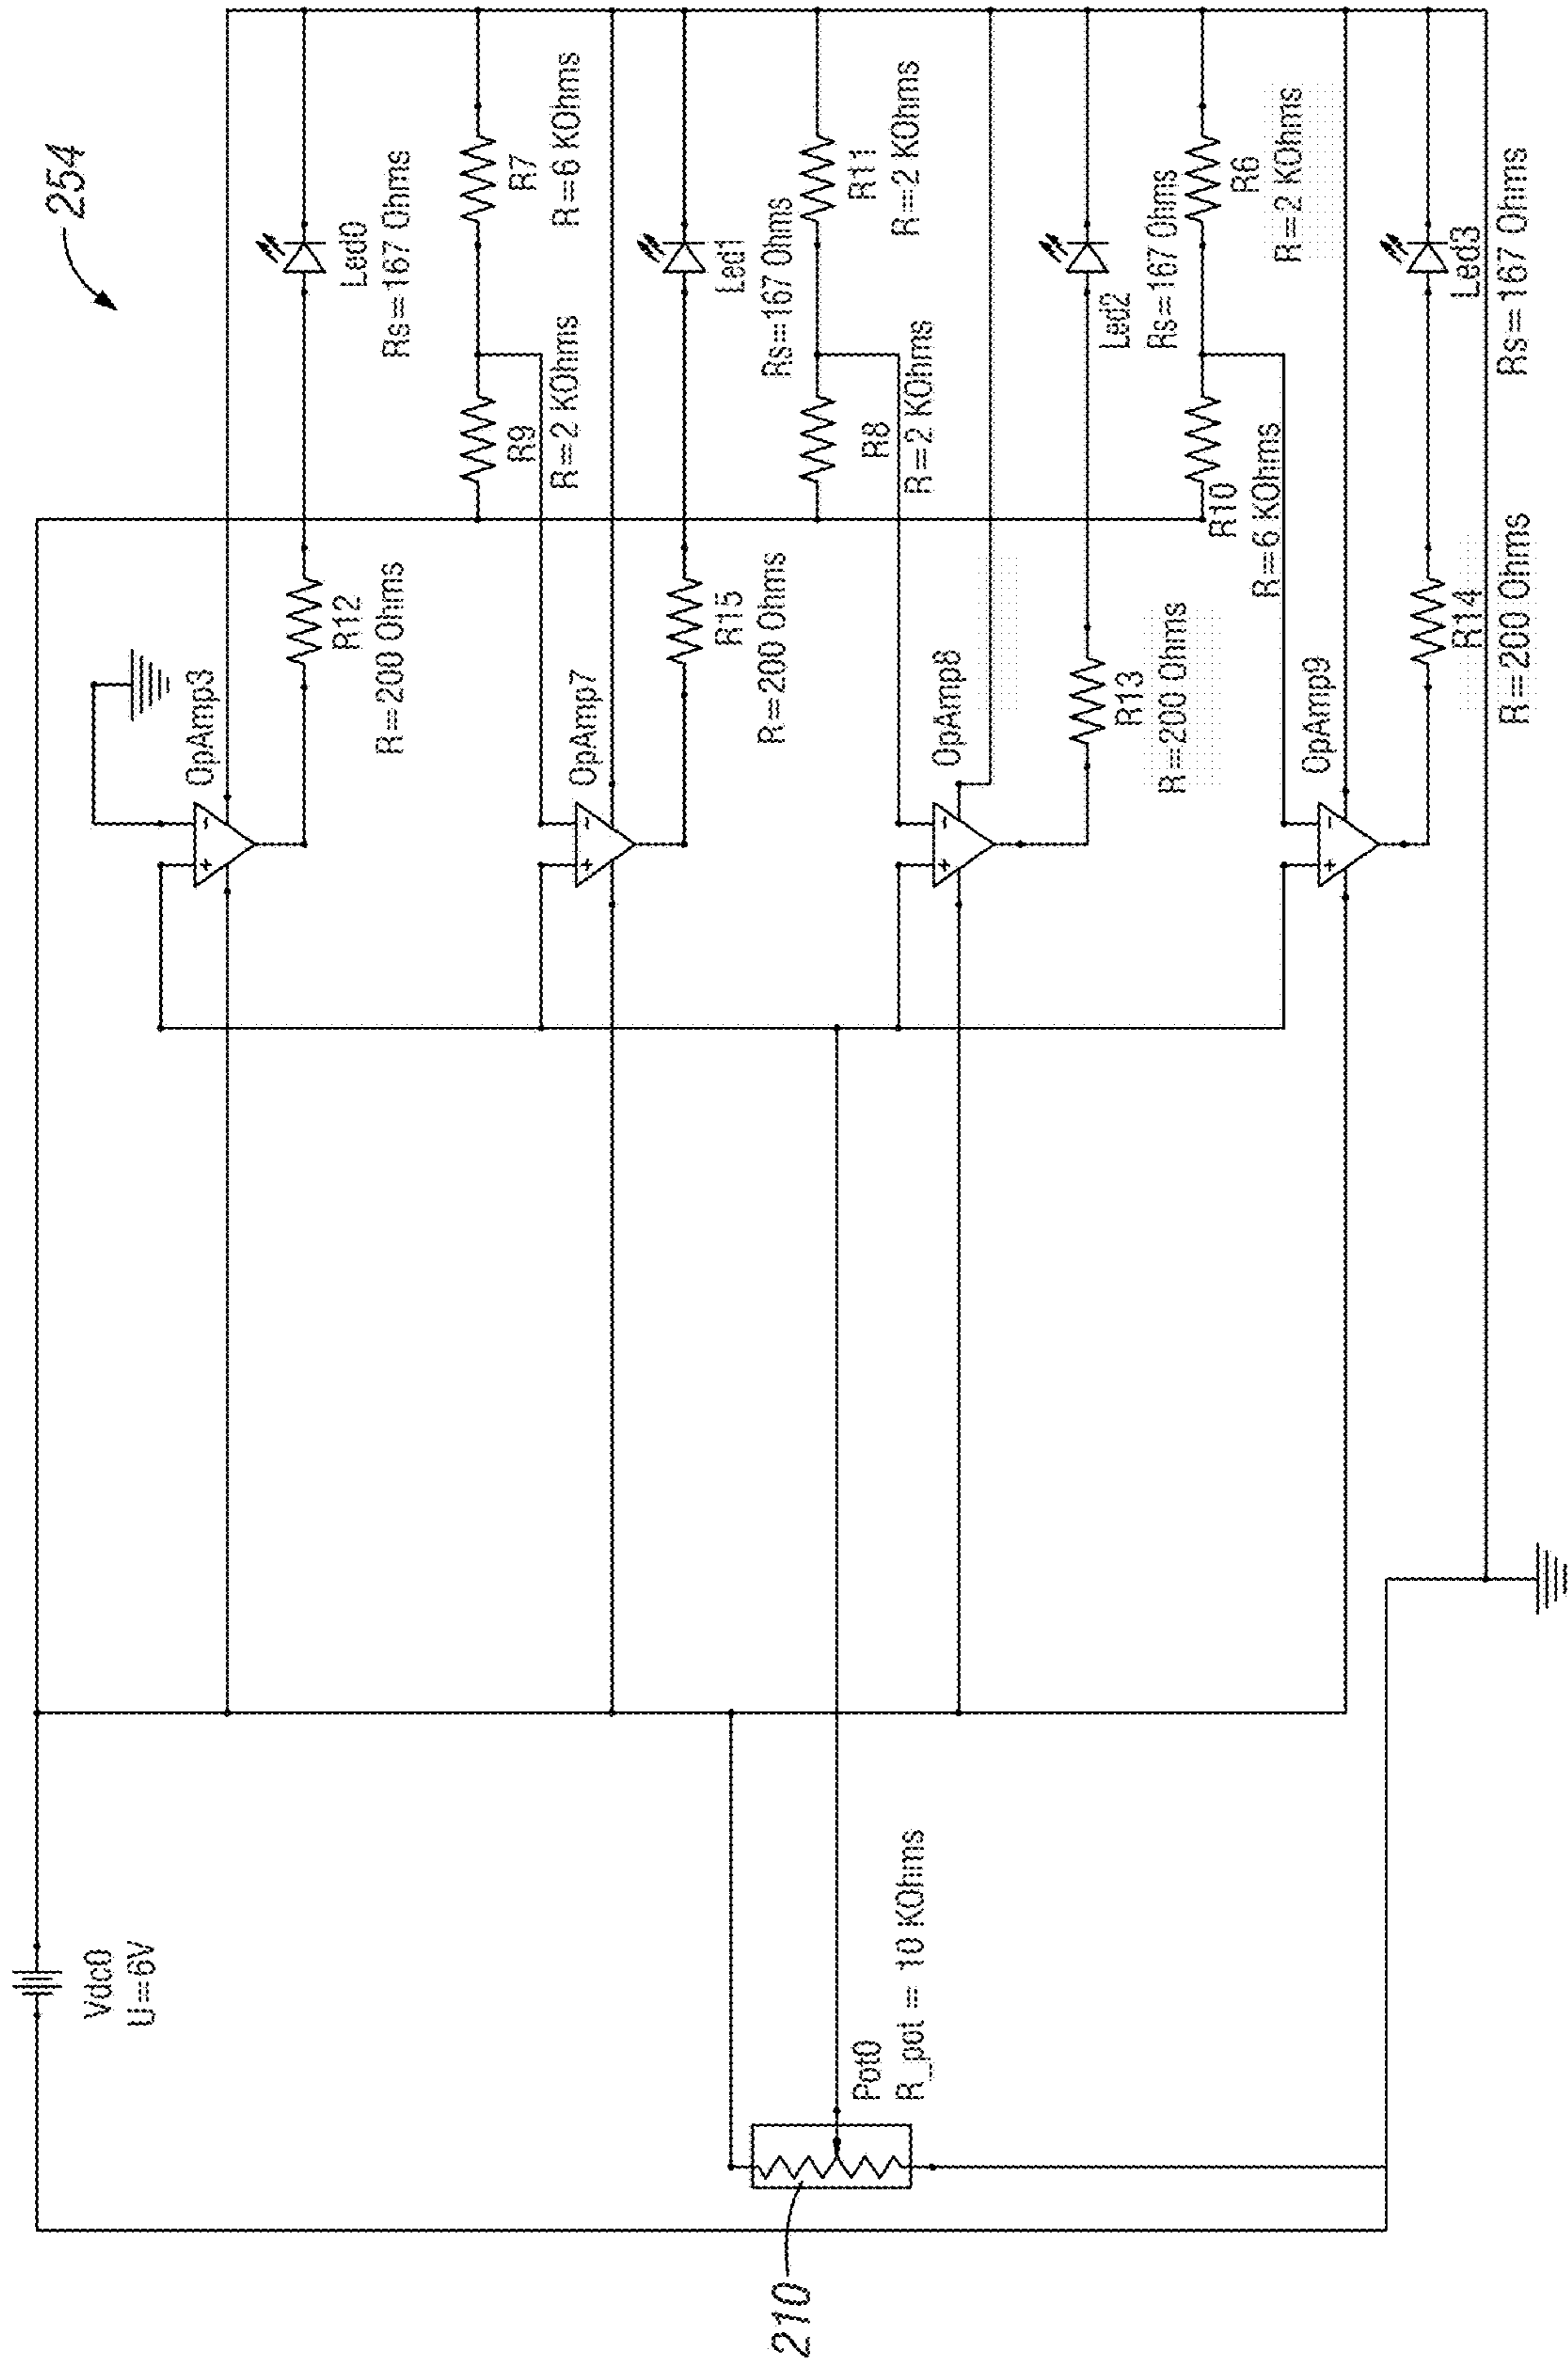 254
Led0
Rs=167 Ohms
R7
R=6 KOhms
R9
R=2 KOhms
Led1
Rs=167 Ohms
R11
R=2 KOhms
R8
R=2 KOhms
Led2
Rs=167 Ohms
R6
R=2 KOhms
R10
R=6 KOhms
Led3
Rs=167 Ohms
OpAmp3
R12
R=200 Ohms
OpAmp7
R15
R=200 Ohms
OpAmp8
R13
R=200 Ohms
OpAmp9
R14
R=200 Ohms
+ -
+ -
+ -
+ -
Vdc0
U=6V
Pot0
R_pot = 10 KOhms
210